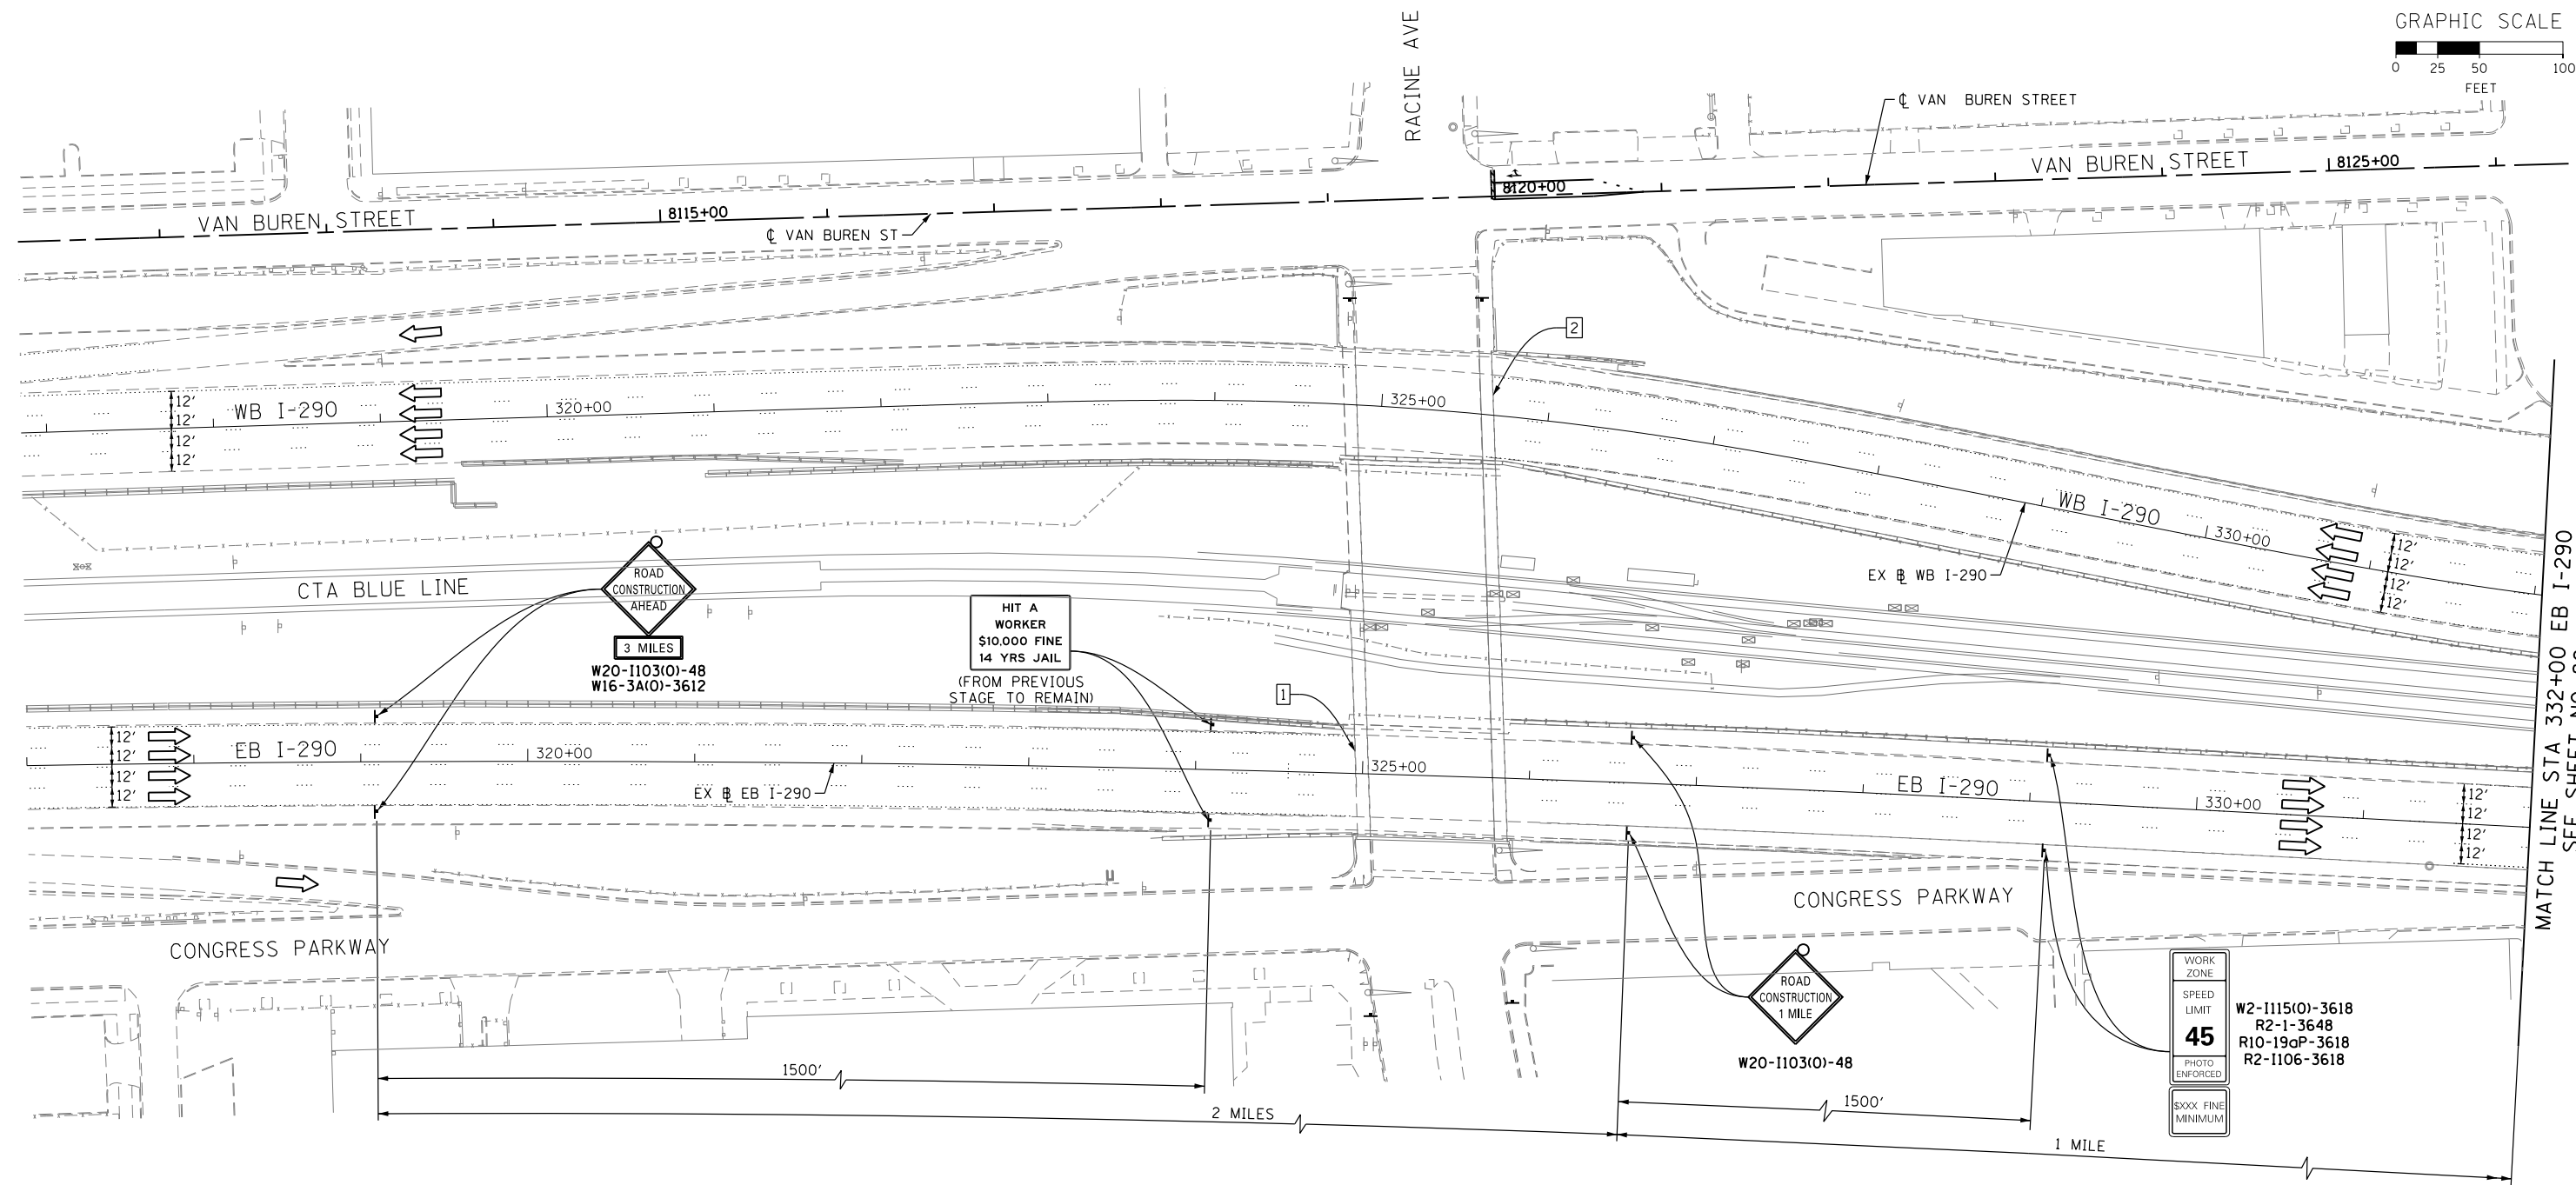 GRAPHIC SCALE
0 25 50 100
FEET
RACINE AVE
℄ VAN BUREN STREET
VAN BUREN STREET
8125+00
8120+00
VAN BUREN STREET
8115+00
℄ VAN BUREN ST
2
12'
12'
12'
12'
WB I-290
320+00
325+00
WB I-290
330+00
12'
12'
12'
12'
EX ℄ WB I-290
CTA BLUE LINE
ROAD
CONSTRUCTION
AHEAD
3 MILES
W20-I103(O)-48
W16-3A(O)-3612
HIT A
WORKER
$10,000 FINE
14 YRS JAIL
(FROM PREVIOUS
STAGE TO REMAIN)
1
12'
12'
12'
12'
EB I-290
320+00
EX ℄ EB I-290
325+00
EB I-290
330+00
12'
12'
12'
12'
MATCH LINE STA 332+00 EB I-290
SEE SHEET NO.
CONGRESS PARKWAY
CONGRESS PARKWAY
ROAD
CONSTRUCTION
1 MILE
W20-I103(O)-48
WORK
ZONE
SPEED
LIMIT
45
PHOTO
ENFORCED
$XXX FINE
MINIMUM
W2-I115(O)-3618
R2-1-3648
R10-19aP-3618
R2-I106-3618
1500'
2 MILES
1500'
1 MILE